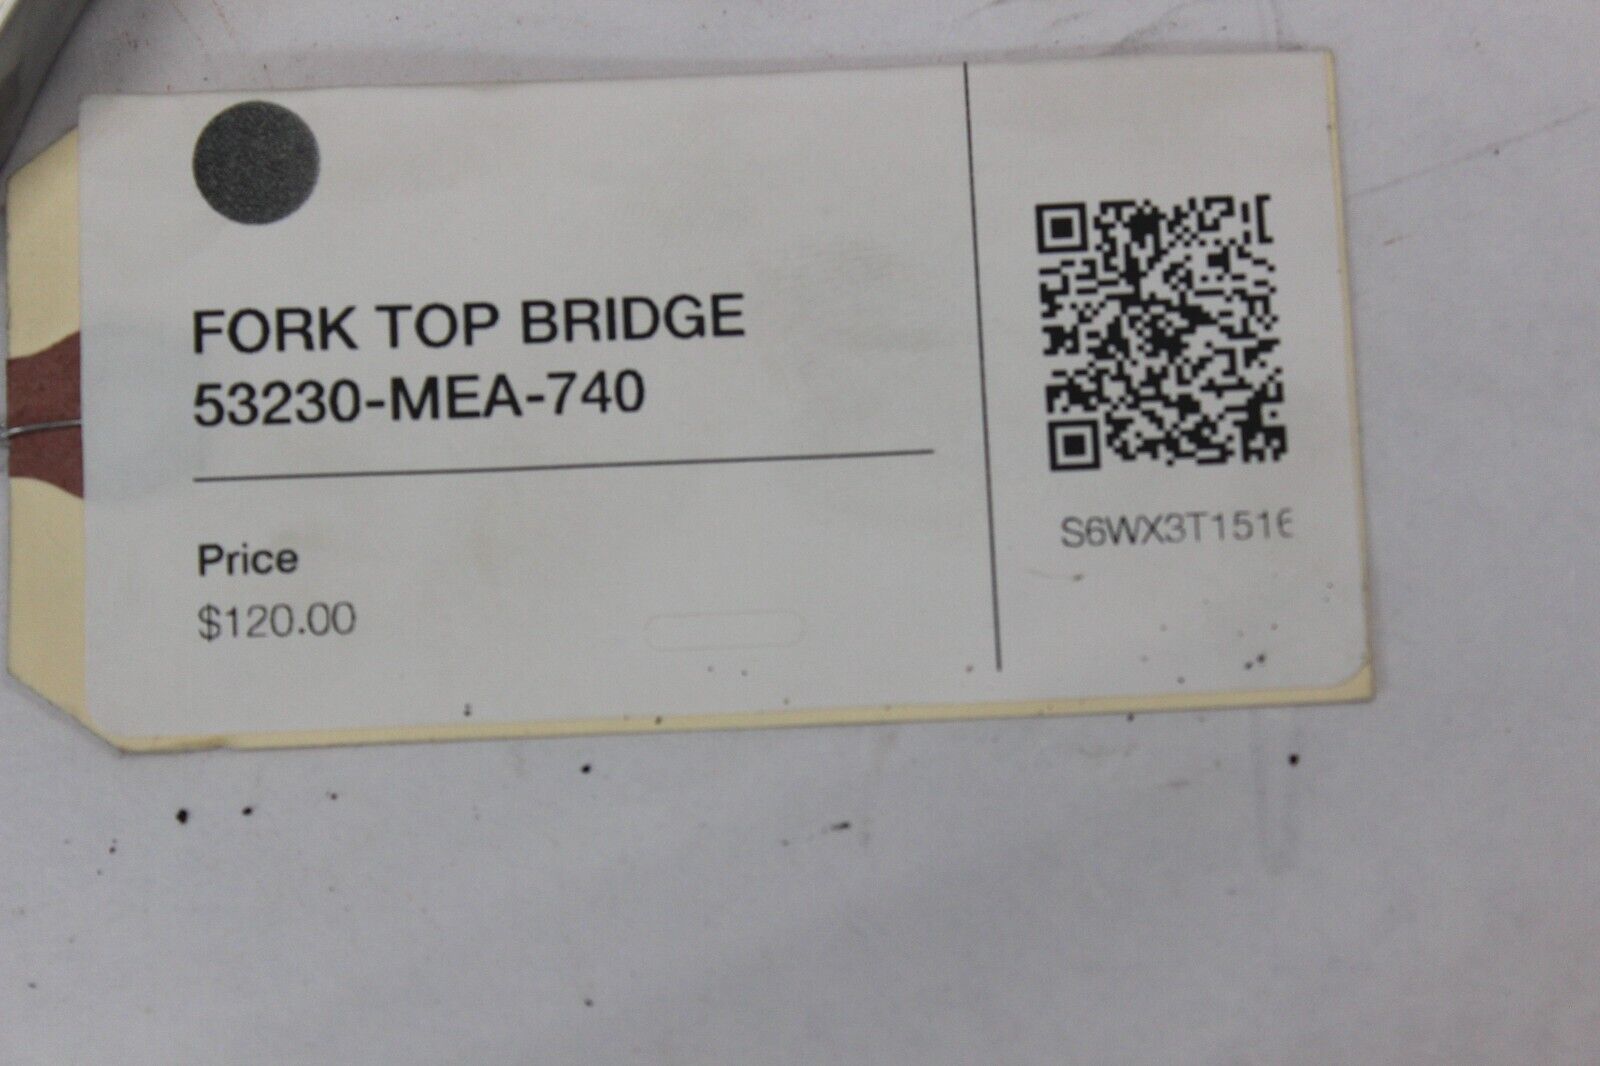 FORK TOP BRIDGE
53230-MEA-740
Price
$120.00
S6WX3T1516